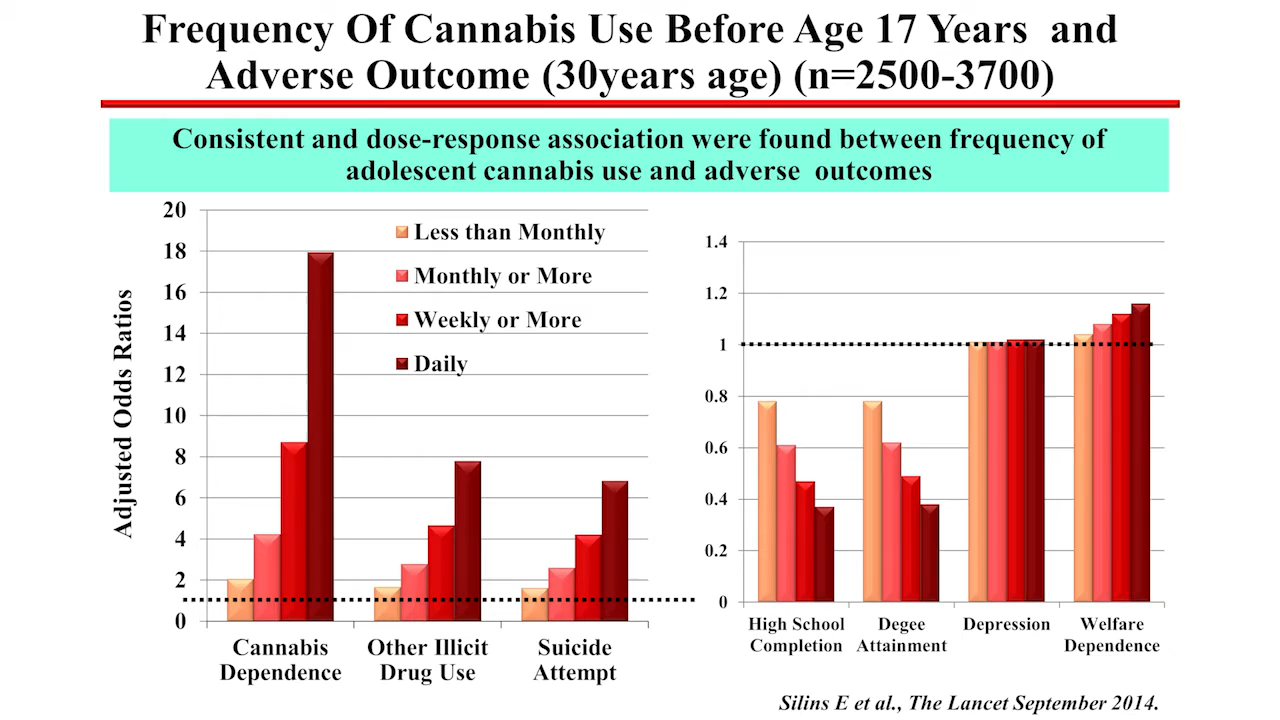 Frequency Of Cannabis Use Before Age 17 Years and
Adverse Outcome (30years age) (n=2500-3700)
Consistent and dose-response association were found between frequency of
adolescent cannabis use and adverse outcomes
Adjusted Odds Ratios
20
18
16
14
12
10
8
6
4
2
0
Less than Monthly
Monthly or More
Weekly or More
Daily
Cannabis
Dependence
Other Illicit
Drug Use
Suicide
Attempt
1.4
1.2
1
0.8
0.6
0.4
0.2
0
High School
Completion
Degee
Attainment
Depression
Welfare
Dependence
Silins E et al., The Lancet September 2014.